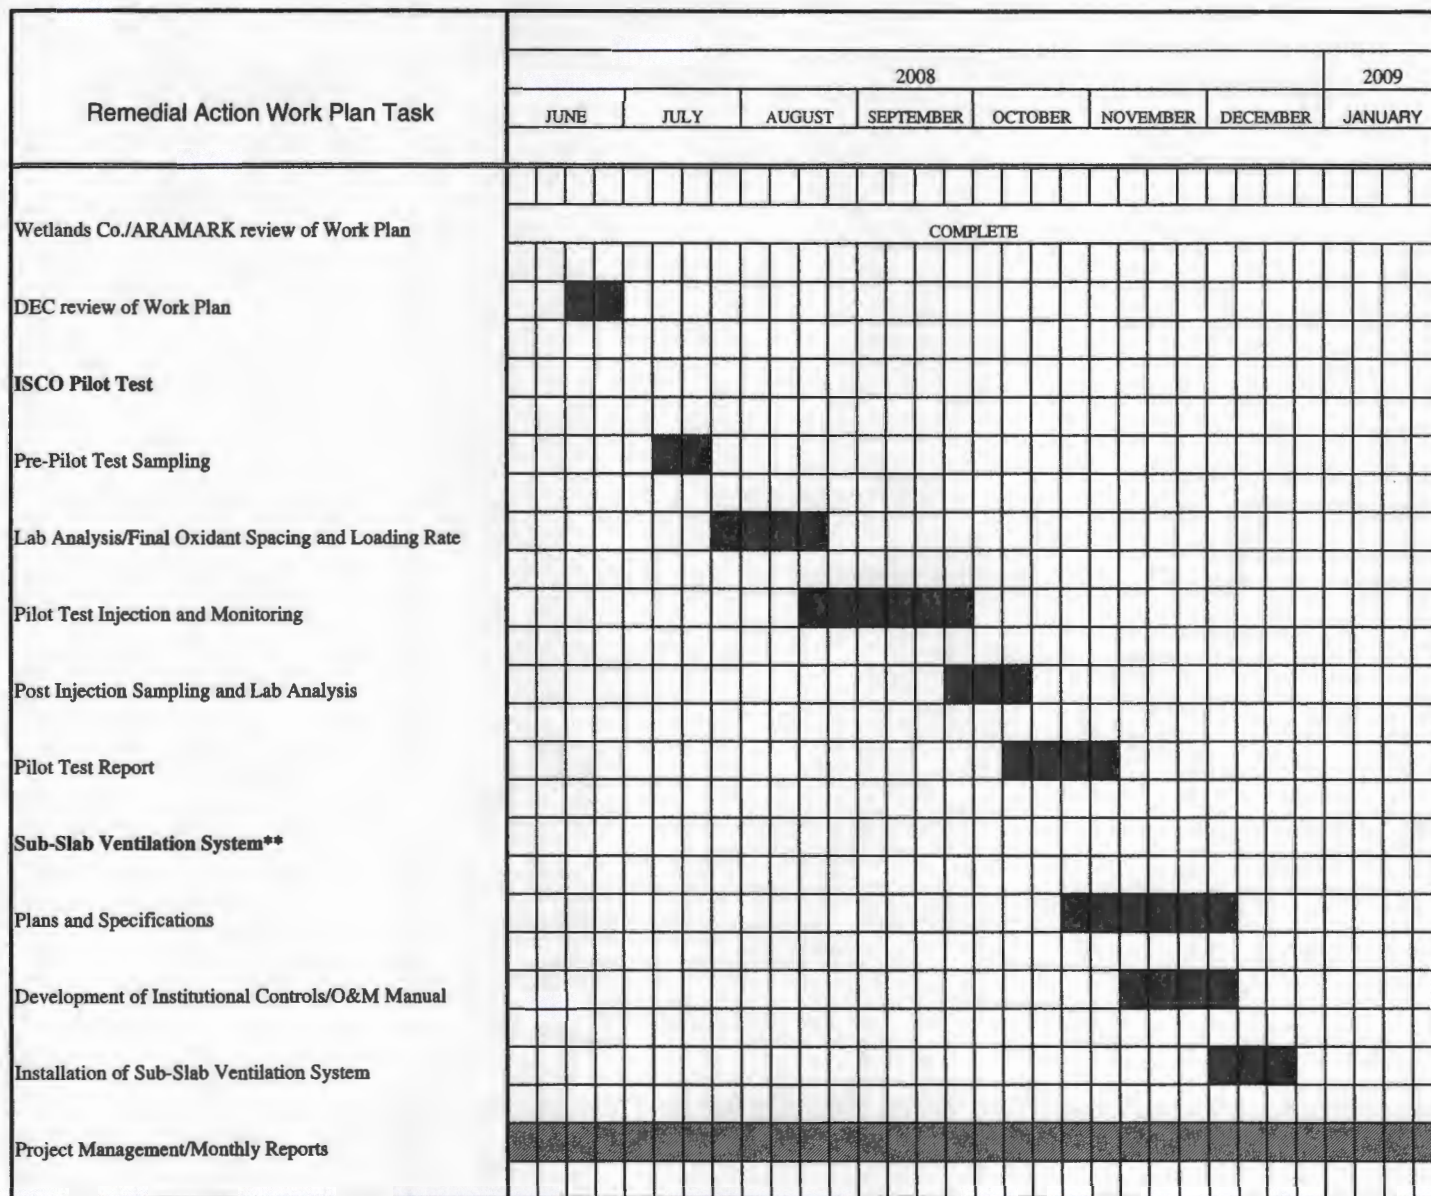 2008 2009
Remedial Action Work Plan Task
JUNE JULY AUGUST SEPTEMBER OCTOBER NOVEMBER DECEMBER JANUARY
Wetlands Co./ARAMARK review of Work Plan
COMPLETE
DEC review of Work Plan
ISCO Pilot Test
Pre-Pilot Test Sampling
Lab Analysis/Final Oxidant Spacing and Loading Rate
Pilot Test Injection and Monitoring
Post Injection Sampling and Lab Analysis
Pilot Test Report
Sub-Slab Ventilation System**
Plans and Specifications
Development of Institutional Controls/O&M Manual
Installation of Sub-Slab Ventilation System
Project Management/Monthly Reports